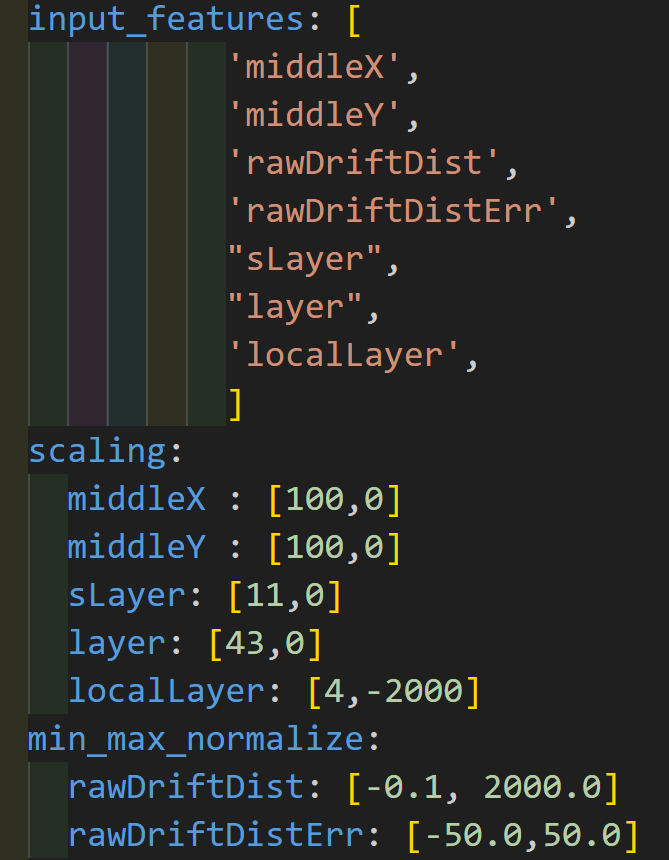 input_features: [
'middleX',
'middleY',
'rawDriftDist',
'rawDriftDistErr',
"sLayer",
"layer",
'localLayer',
]
scaling:
middleX : [100,0]
middleY : [100,0]
sLayer: [11,0]
layer: [43,0]
localLayer: [4,-2000]
min_max_normalize:
rawDriftDist: [-0.1, 2000.0]
rawDriftDistErr: [-50.0,50.0]